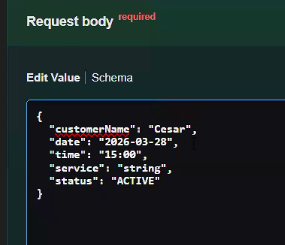 Request body required
Edit Value | Schema
{
  "customerName": "Cesar",
  "date": "2026-03-28",
  "time": "15:00",
  "service": "string",
  "status": "ACTIVE"
}